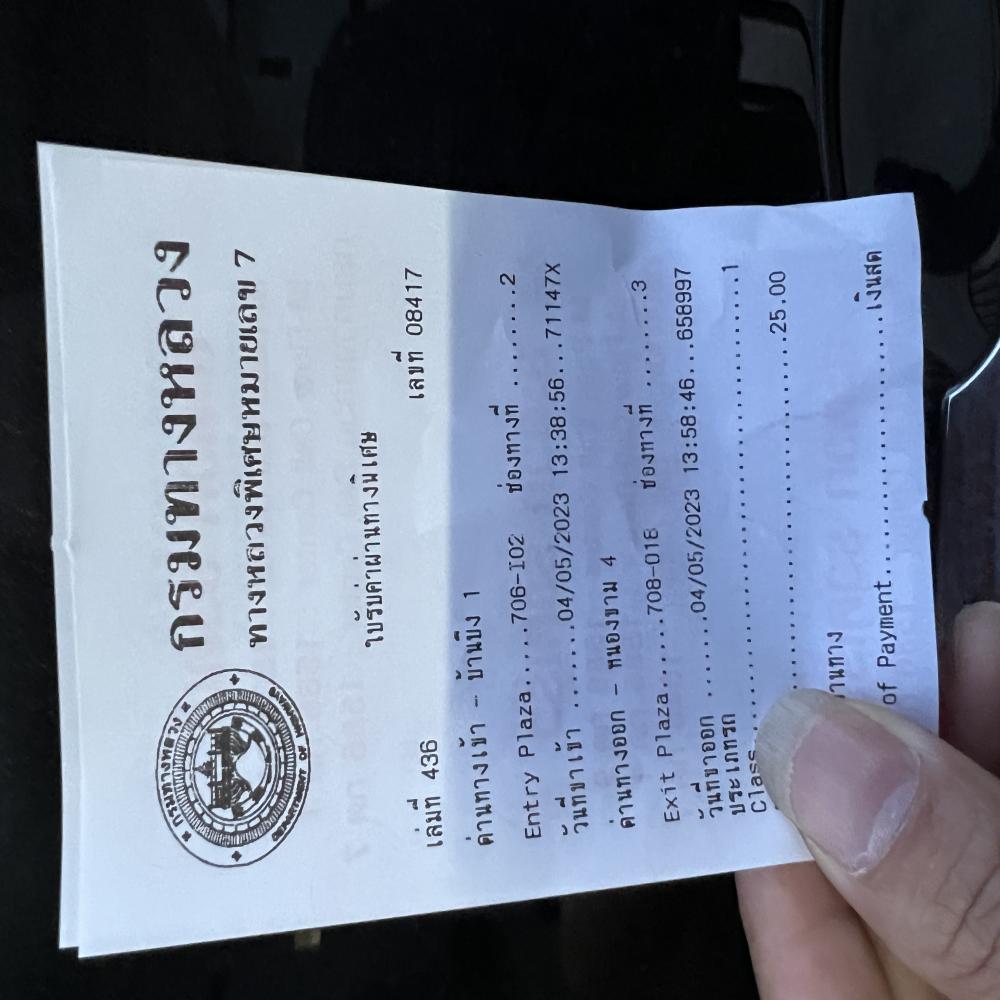 กรมทางหลวง
ทางหลวงพิเศษหมายเลข 7
ใบรับค่าผ่านทางพิเศษ
เล่มที่ 436 เลขที่ 08417
ด่านทางเข้า - บ้านบึง 1
Entry Plaza.....706-I02 ช่องทางที่ ........2
วันที่ขาเข้า .......04/05/2023 13:38:56...71147X
ด่านทางออก - หนองขาม 4
Exit Plaza......708-018 ช่องทางที่ ........3
วันที่ขาออก .......04/05/2023 13:58:46...658997
ประเภทรถ
Class..........................................1
25.00
านทาง
of Payment..........................เงินสด